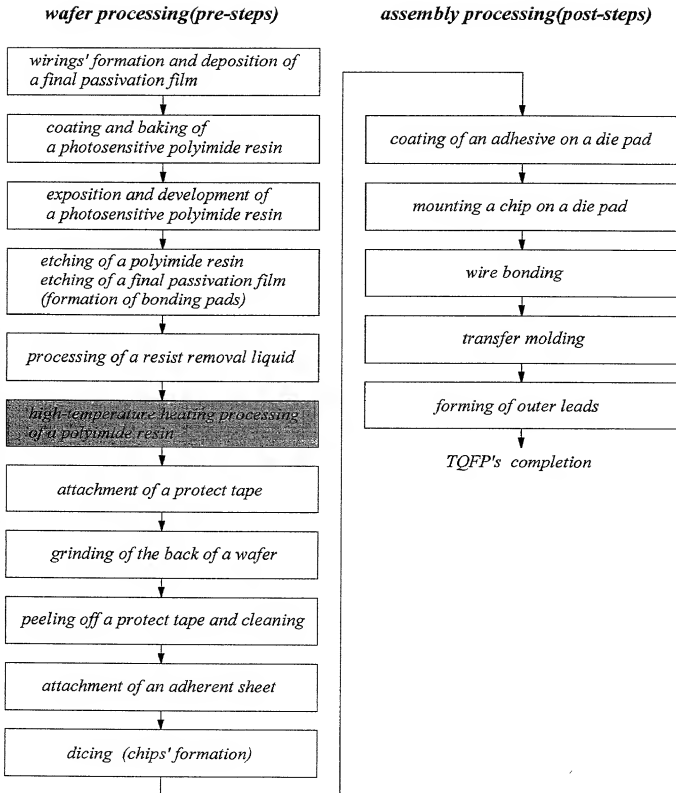 wafer processing(pre-steps)
wirings' formation and deposition of
a final passivation film
coating and baking of
a photosensitive polyimide resin
exposition and development of
a photosensitive polyimide resin
etching of a polyimide resin
etching of a final passivation film
(formation of bonding pads)
processing of a resist removal liquid
high-temperature heating processing
of a polyimide resin
attachment of a protect tape
grinding of the back of a wafer
peeling off a protect tape and cleaning
attachment of an adherent sheet
dicing (chips' formation)
assembly processing(post-steps)
coating of an adhesive on a die pad
mounting a chip on a die pad
wire bonding
transfer molding
forming of outer leads
TQFP's completion